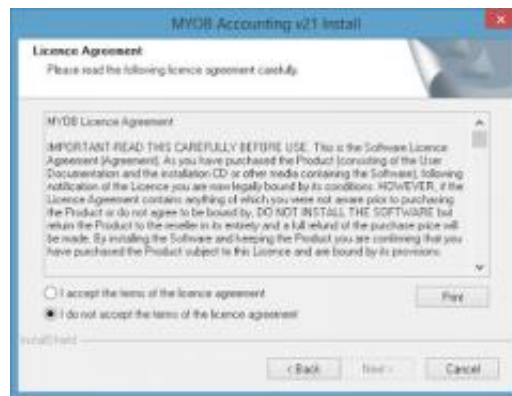 MYOB Accounting v21 Install
Licence Agreement
Please read the following licence agreement carefully.
MYOB Licence Agreement
IMPORTANT-READ THIS CAREFULLY BEFORE USE. This is the Software Licence
Agreement (Agreement). As you have purchased the Product (consisting of the User
Documentation and the installation CD or other media containing the Software), following
notification of the Licence you are now legally bound by its conditions. HOWEVER, if the
Licence Agreement contains anything of which you were not aware prior to purchasing
the Product or do not agree to be bound by, DO NOT INSTALL THE SOFTWARE but
return the Product to the reseller in its entirety and a full refund of the purchase price will
be made. By installing the Software and keeping the Product you are confirming that you
have purchased the Product subject to this Licence and are bound by its provisions.
I accept the terms of the licence agreement
Print
I do not accept the terms of the licence agreement
InstallShield
< Back
Next >
Cancel